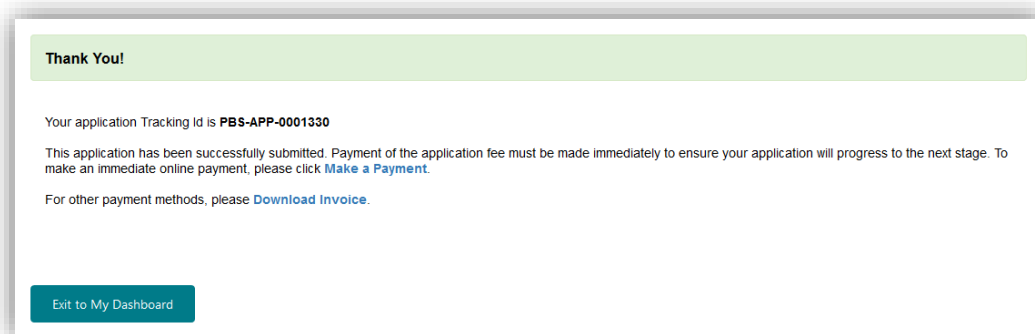 Thank You!
Your application Tracking Id is PBS-APP-0001330
This application has been successfully submitted. Payment of the application fee must be made immediately to ensure your application will progress to the next stage. To
make an immediate online payment, please click Make a Payment.
For other payment methods, please Download Invoice.
Exit to My Dashboard